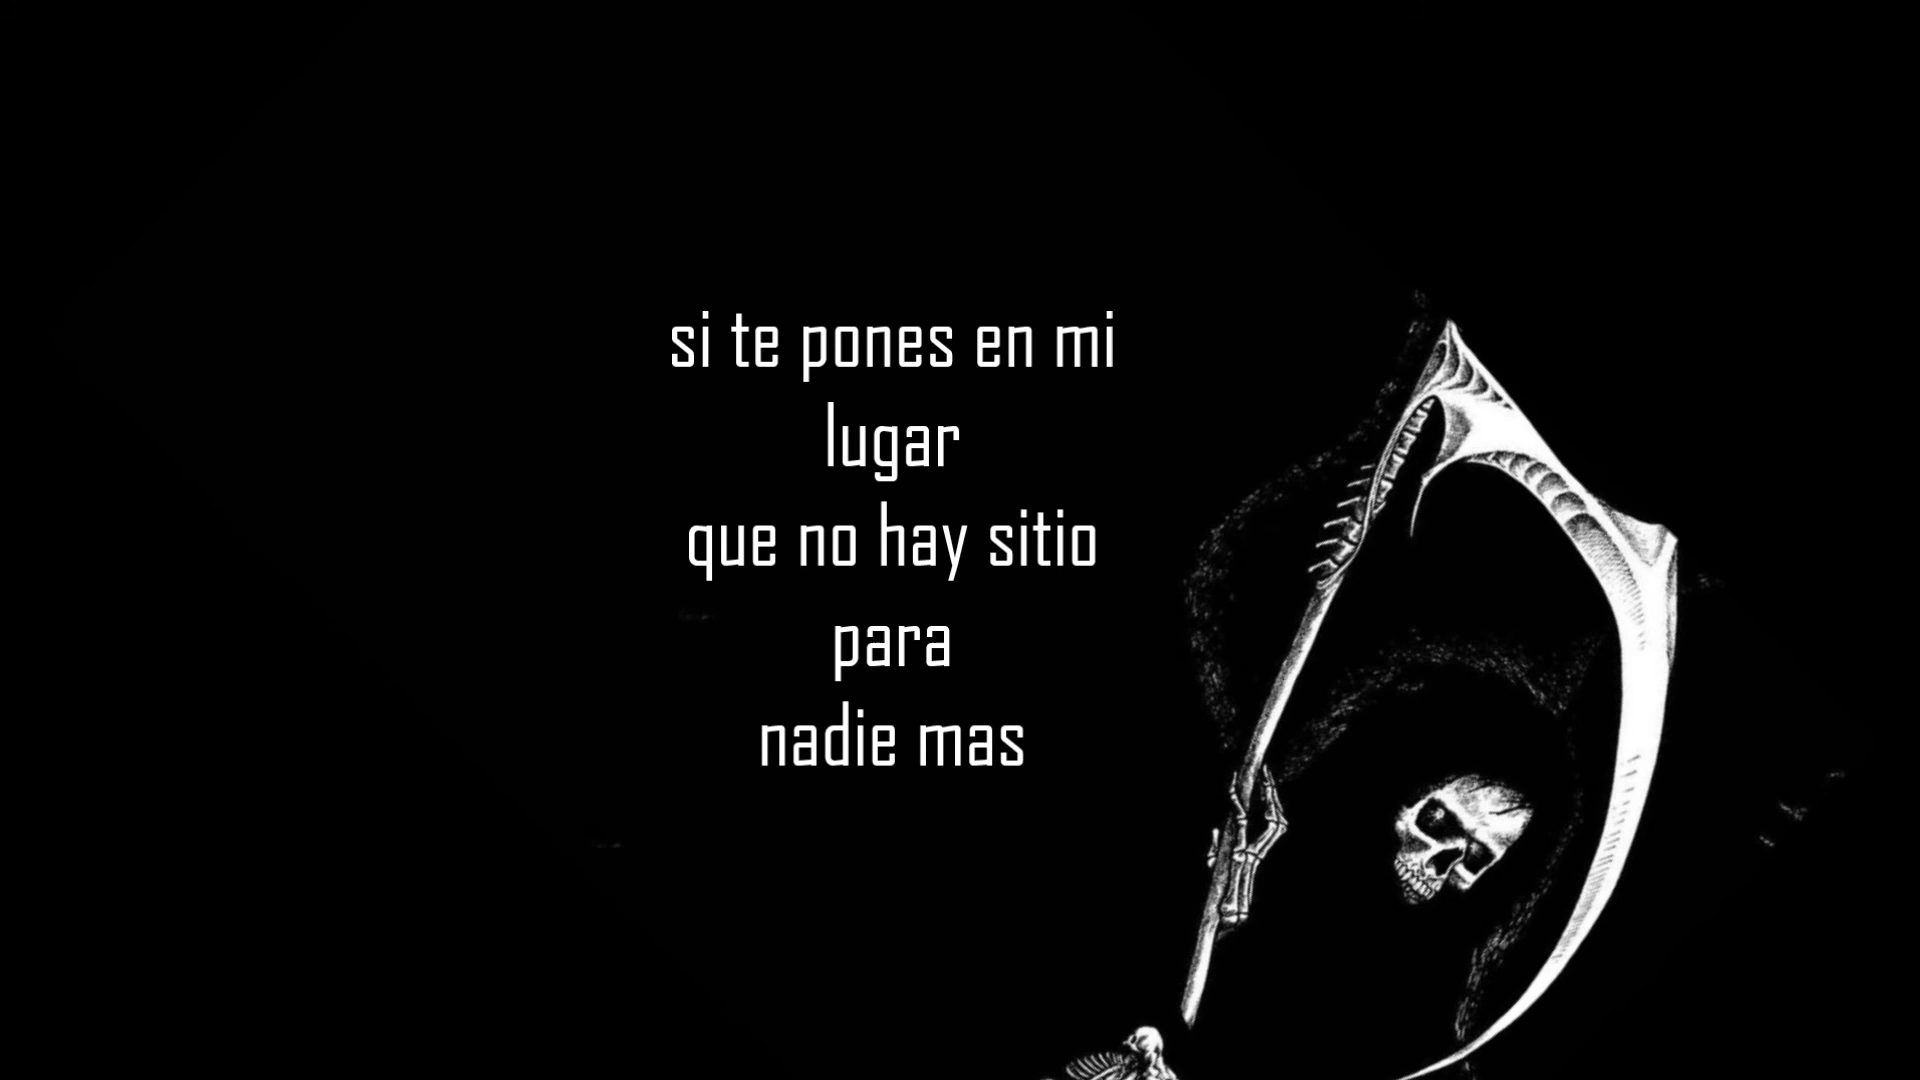 si te pones en mi
lugar
que no hay sitio
para
nadie mas